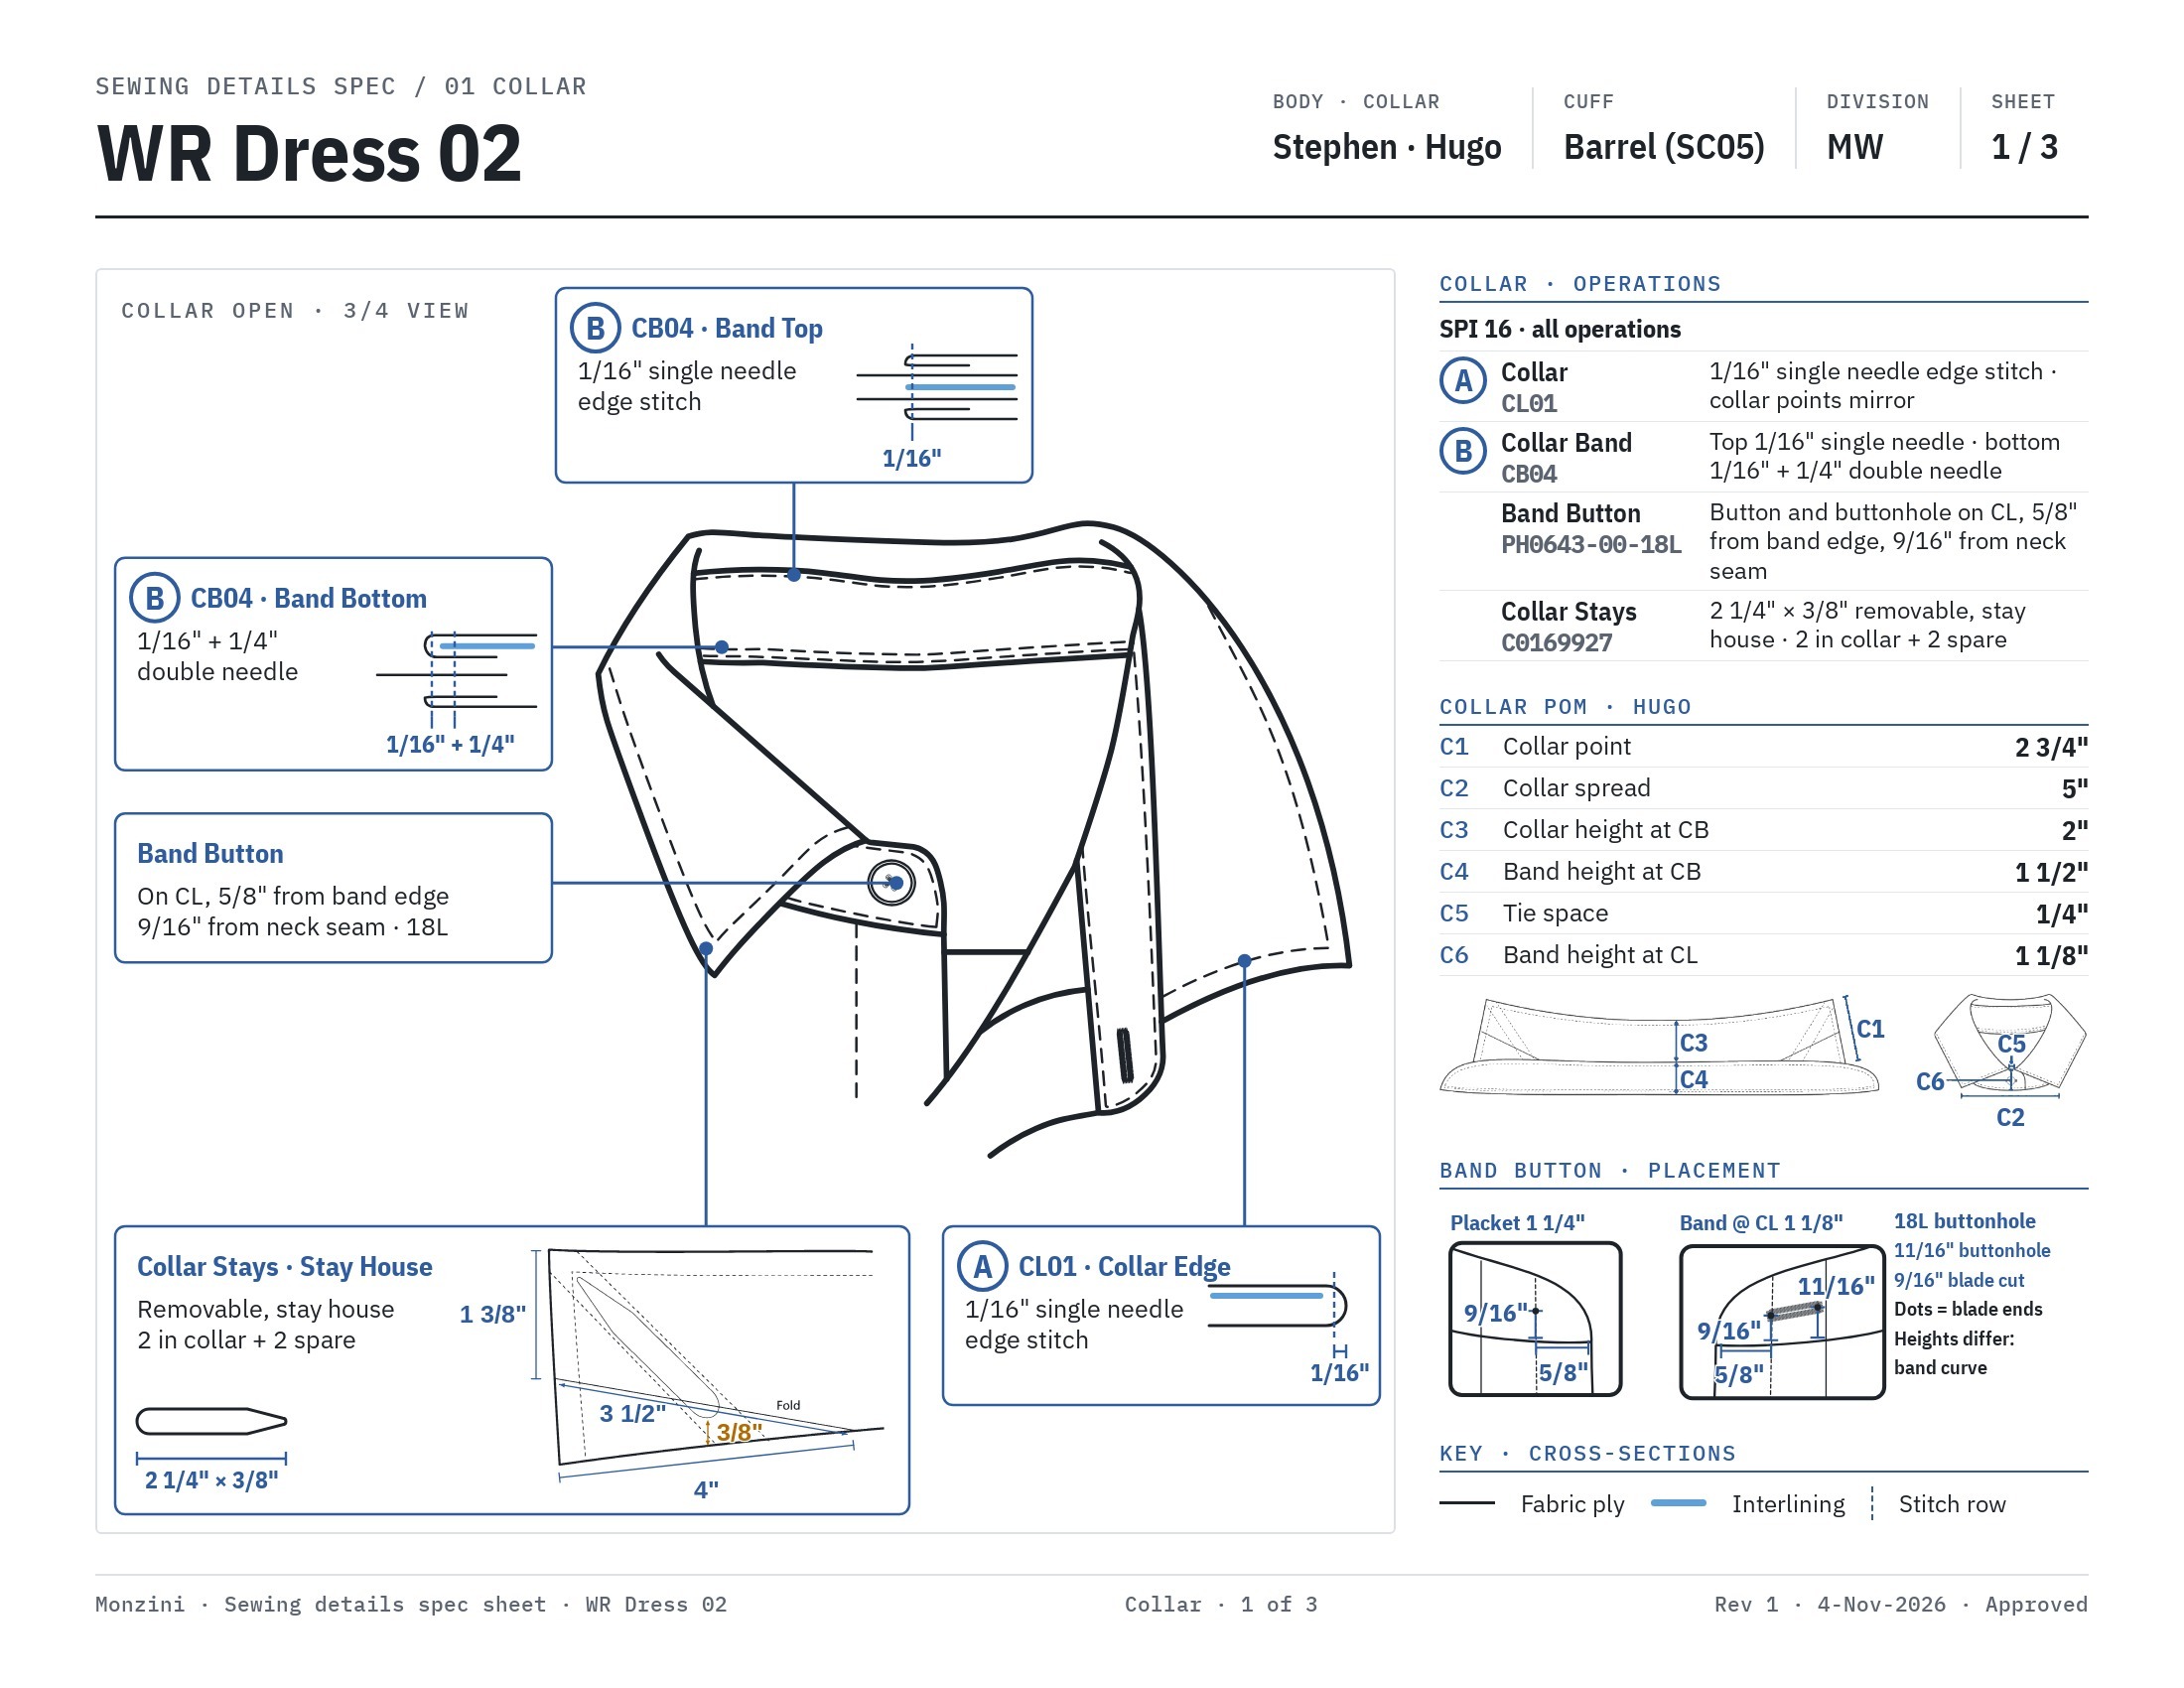 SEWING DETAILS SPEC / 01 COLLAR
WR Dress 02
BODY · COLLAR
Stephen · Hugo
CUFF
Barrel (SC05)
DIVISION
MW
SHEET
1 / 3
COLLAR OPEN · 3/4 VIEW
B CB04 · Band Top
1/16" single needle
edge stitch
1/16"
B CB04 · Band Bottom
1/16" + 1/4"
double needle
1/16" + 1/4"
Band Button
On CL, 5/8" from band edge
9/16" from neck seam · 18L
Collar Stays · Stay House
Removable, stay house
2 in collar + 2 spare
2 1/4" × 3/8"
1 3/8"
3 1/2"
Fold
3/8"
4"
A CL01 · Collar Edge
1/16" single needle
edge stitch
1/16"
COLLAR · OPERATIONS
SPI 16 · all operations
A Collar 1/16" single needle edge stitch ·
CL01 collar points mirror
B Collar Band Top 1/16" single needle · bottom
CB04 1/16" + 1/4" double needle
Band Button Button and buttonhole on CL, 5/8"
PH0643-00-18L from band edge, 9/16" from neck
seam
Collar Stays 2 1/4" × 3/8" removable, stay
C0169927 house · 2 in collar + 2 spare
COLLAR POM · HUGO
C1 Collar point 2 3/4"
C2 Collar spread 5"
C3 Collar height at CB 2"
C4 Band height at CB 1 1/2"
C5 Tie space 1/4"
C6 Band height at CL 1 1/8"
C1
C3
C4
C5
C6
C2
BAND BUTTON · PLACEMENT
Placket 1 1/4"
9/16"
5/8"
Band @ CL 1 1/8"
11/16"
9/16"
5/8"
18L buttonhole
11/16" buttonhole
9/16" blade cut
Dots = blade ends
Heights differ:
band curve
KEY · CROSS-SECTIONS
Fabric ply Interlining Stitch row
Monzini · Sewing details spec sheet · WR Dress 02
Collar · 1 of 3
Rev 1 · 4-Nov-2026 · Approved